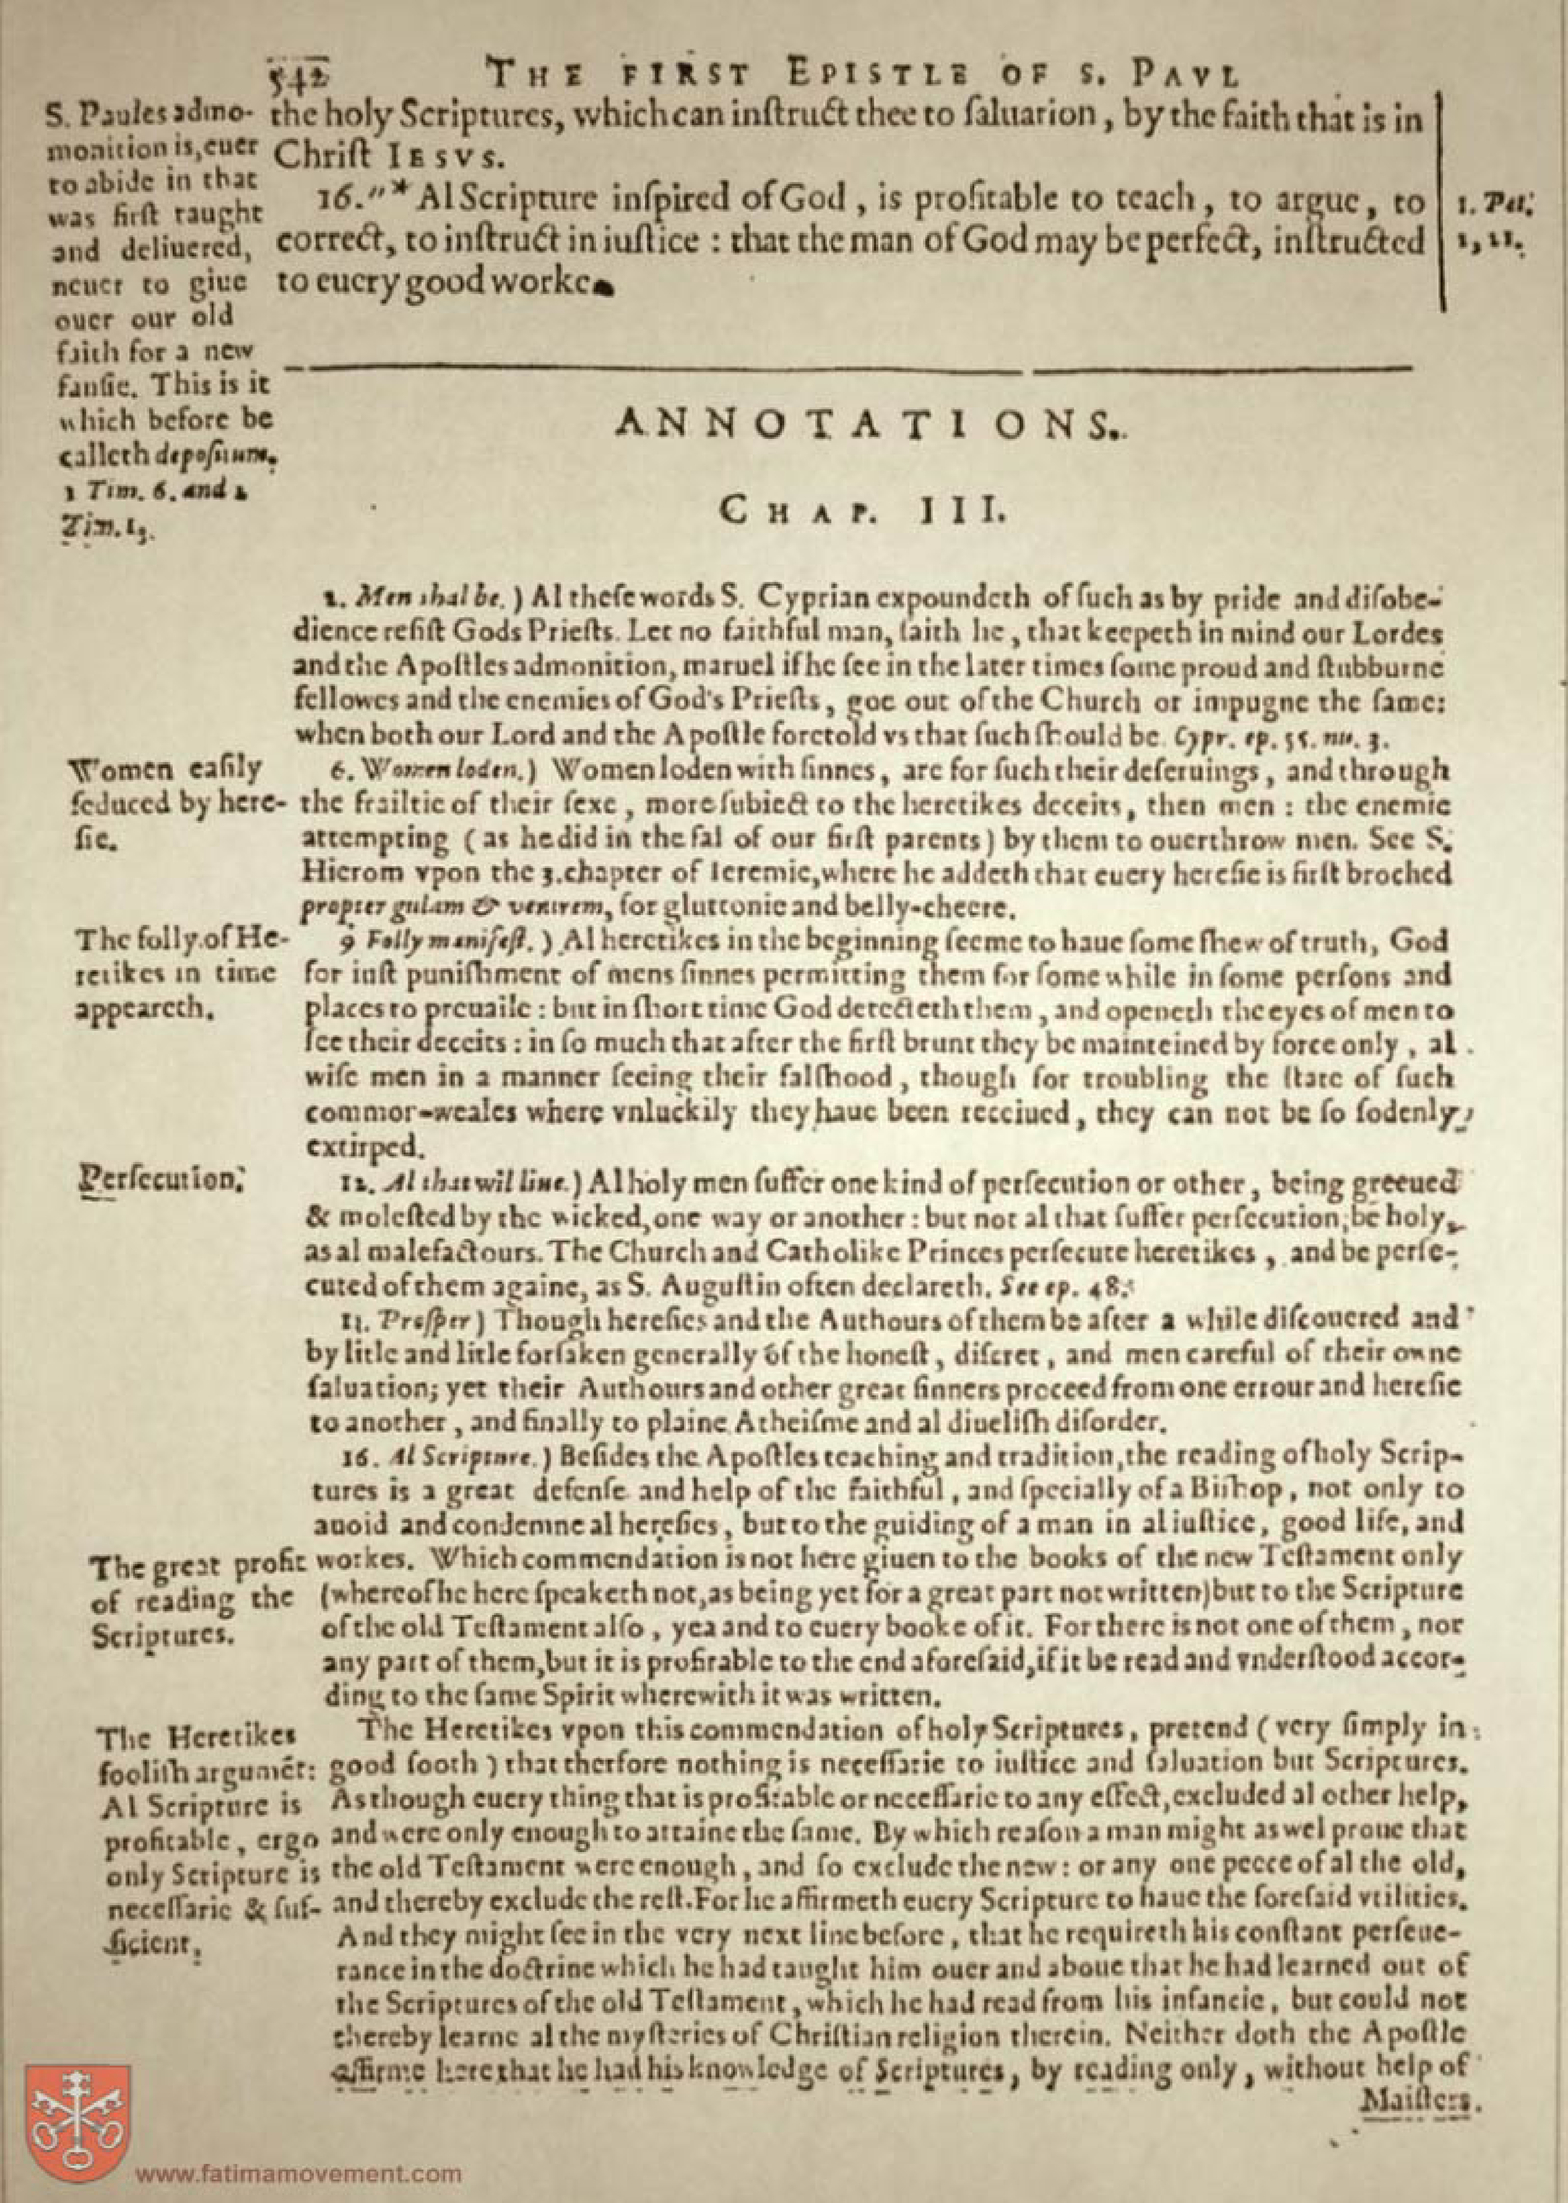 542 THE FIRST EPISTLE OF S. PAVL
the holy Scriptures, which can inſtruct thee to ſaluation, by the faith that is in
Chriſt IESVS.
16."* Al Scripture inſpired of God, is profitable to teach, to argue, to
correct, to inſtruct in iuſtice: that the man of God may be perfect, inſtructed
to euery good worke.
1. Pet.
1, 21.
S. Paules admo-
monition is, euer
to abide in that
was firſt taught
and deliuered,
neuer to giue
ouer our old
faith for a new
fanſie. This is it
which before be
calleth depoſitum.
1 Tim. 6. and 2
Tim. 1,
ANNOTATIONS.
CHAP. III.
2. Men shal be.) Al theſe words S. Cyprian expoundeth of ſuch as by pride and diſobe-
dience reſiſt Gods Prieſts. Let no faithful man, ſaith he, that keepeth in mind our Lordes
and the Apoſtles admonition, maruel if he ſee in the later times ſome proud and ſtubburne
fellowes and the enemies of God's Prieſts, goe out of the Church or impugne the ſame:
when both our Lord and the Apoſtle foretold vs that ſuch ſhould be. Cypr. ep. 55. nu. 3.
Women eaſily
ſeduced by here-
ſie.
6. Women loden.) Women loden with ſinnes, are for ſuch their deſeruings, and through
the frailtie of their ſexe, more ſubiect to the heretikes deceits, then men: the enemie
attempting (as he did in the fal of our firſt parents) by them to ouerthrow men. See S.
Hierom vpon the 3. chapter of Ieremie, where he addeth that euery hereſie is firſt broched
propter gulam & ventrem, for gluttonie and belly-cheere.
The folly of He-
retikes in time
appeareth.
9 Folly manifeſt.) Al heretikes in the beginning ſeeme to haue ſome ſhew of truth, God
for iuſt puniſhment of mens ſinnes permitting them for ſome while in ſome perſons and
places to preuaile: but in ſhort time God detecteth them, and openeth the eyes of men to
ſee their deceits: in ſo much that after the firſt brunt they be mainteined by force only, al
wiſe men in a manner ſeeing their falſhood, though for troubling the ſtate of ſuch
commor-weales where vnluckily they haue been receiued, they can not be ſo ſodenly
extirped.
Perſecution.
12. Al that wil liue.) Al holy men ſuffer one kind of perſecution or other, being greeued
& moleſted by the wicked, one way or another: but not al that ſuffer perſecution, be holy,
as al malefactours. The Church and Catholike Princes perſecute heretikes, and be perſe-
cuted of them againe, as S. Auguſtin often declareth. See ep. 48.
13. Proſper) Though hereſies and the Authours of them be after a while diſcouered and
by litle and litle forſaken generally of the honeſt, diſcret, and men careful of their owne
ſaluation; yet their Authours and other great ſinners proceed from one errour and hereſie
to another, and finally to plaine Atheiſme and al diueliſh diſorder.
16. Al Scripture.) Beſides the Apoſtles teaching and tradition, the reading of holy Scrip-
tures is a great defenſe and help of the faithful, and ſpecially of a Biſhop, not only to
auoid and condemne al hereſies, but to the guiding of a man in al iuſtice, good life, and
workes. Which commendation is not here giuen to the books of the new Teſtament only
(whereof he here ſpeaketh not, as being yet for a great part not written) but to the Scripture
of the old Teſtament alſo, yea and to euery booke of it. For there is not one of them, nor
any part of them, but it is profitable to the end aforeſaid, if it be read and vnderſtood accor-
ding to the ſame Spirit wherewith it was written.
The great profit
of reading the
Scriptures.
The Heretikes vpon this commendation of holy Scriptures, pretend (very ſimply in
good ſooth) that therfore nothing is neceſſarie to iuſtice and ſaluation but Scriptures.
As though euery thing that is profitable or neceſſarie to any effect, excluded al other help,
and were only enough to attaine the ſame. By which reaſon a man might as wel proue that
the old Teſtament were enough, and ſo exclude the new: or any one peece of al the old,
and thereby exclude the reſt. For he affirmeth euery Scripture to haue the foreſaid vtilities.
And they might ſee in the very next line before, that he requireth his conſtant perſeue-
rance in the doctrine which he had taught him ouer and aboue that he had learned out of
the Scriptures of the old Teſtament, which he had read from his infancie, but could not
thereby learne al the myſteries of Chriſtian religion therein. Neither doth the Apoſtle
affirme here that he had his knowledge of Scriptures, by reading only, without help of
Maiſters.
The Heretikes
fooliſh argumēt:
Al Scripture is
profitable, ergo
only Scripture is
neceſſarie & ſuf-
ficient.
www.fatimamovement.com